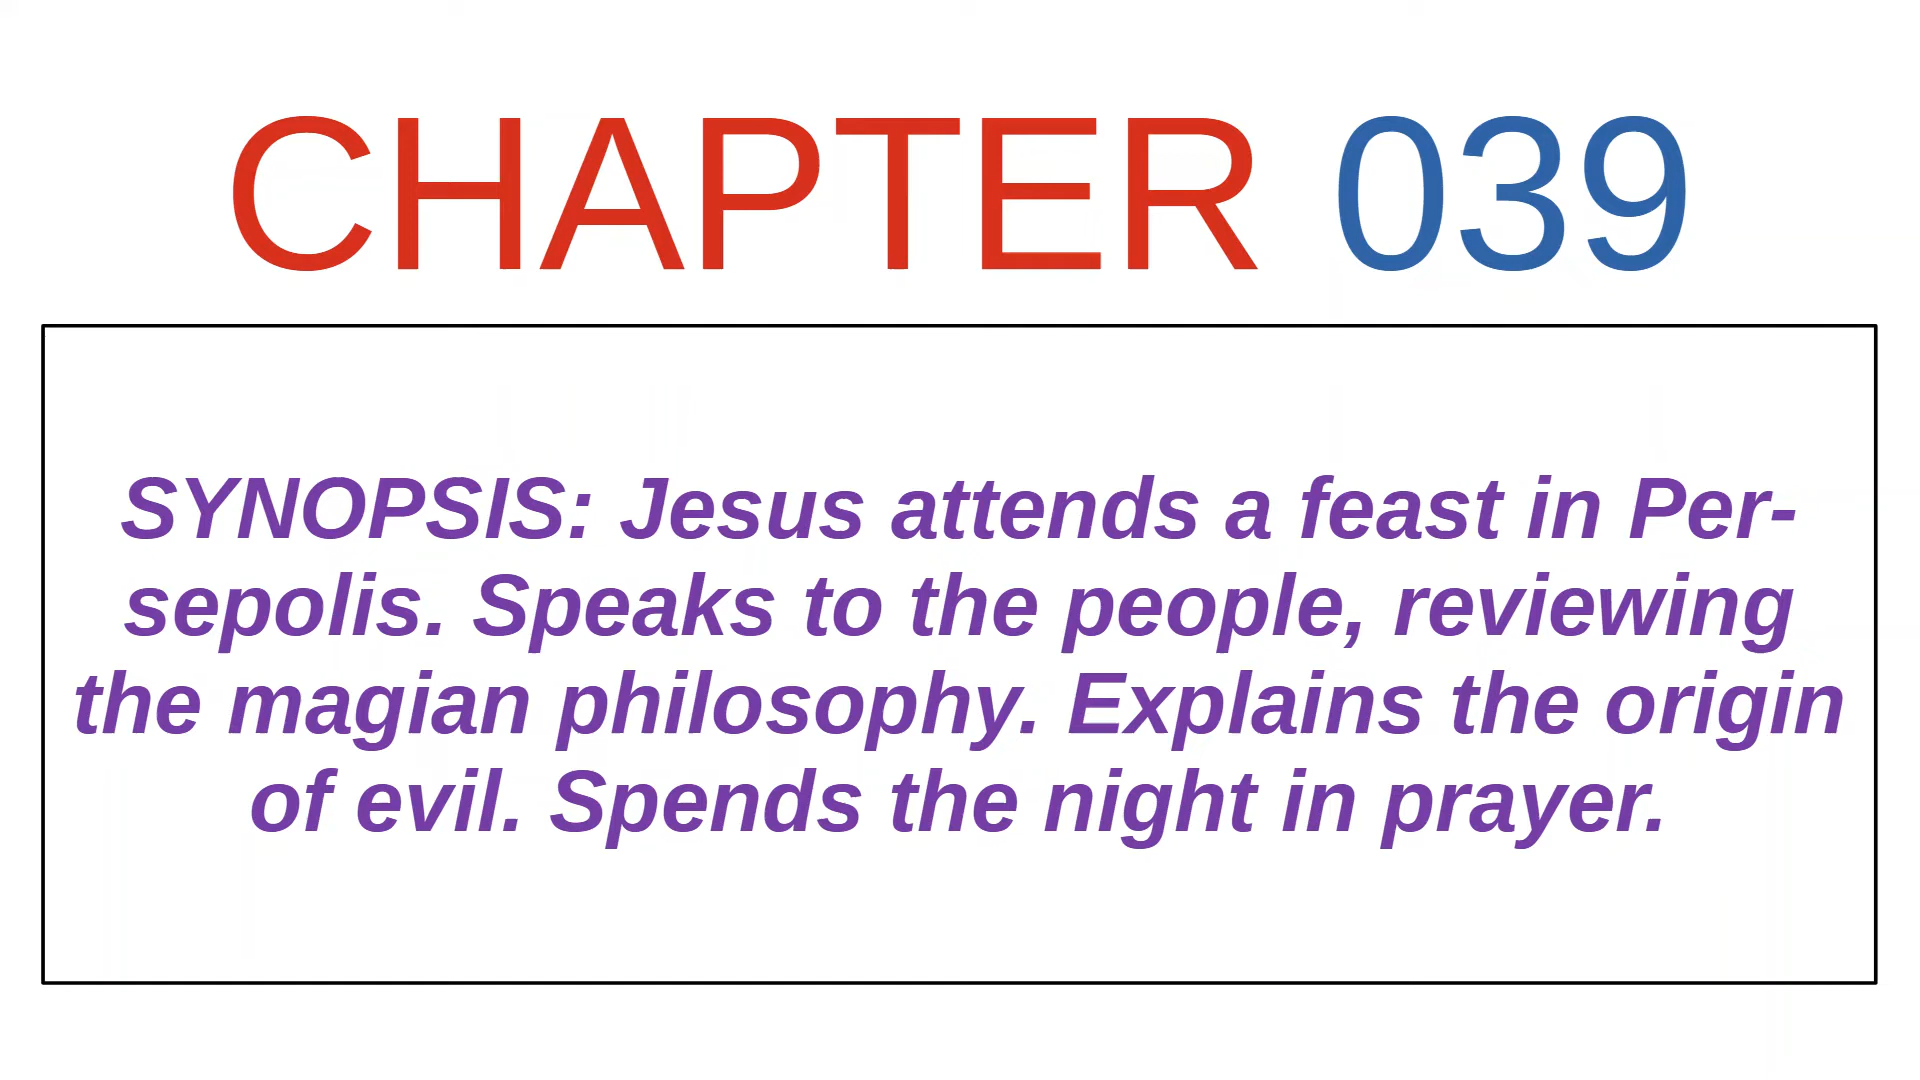 CHAPTER 039
SYNOPSIS: Jesus attends a feast in Per-
sepolis. Speaks to the people, reviewing
the magian philosophy. Explains the origin
of evil. Spends the night in prayer.